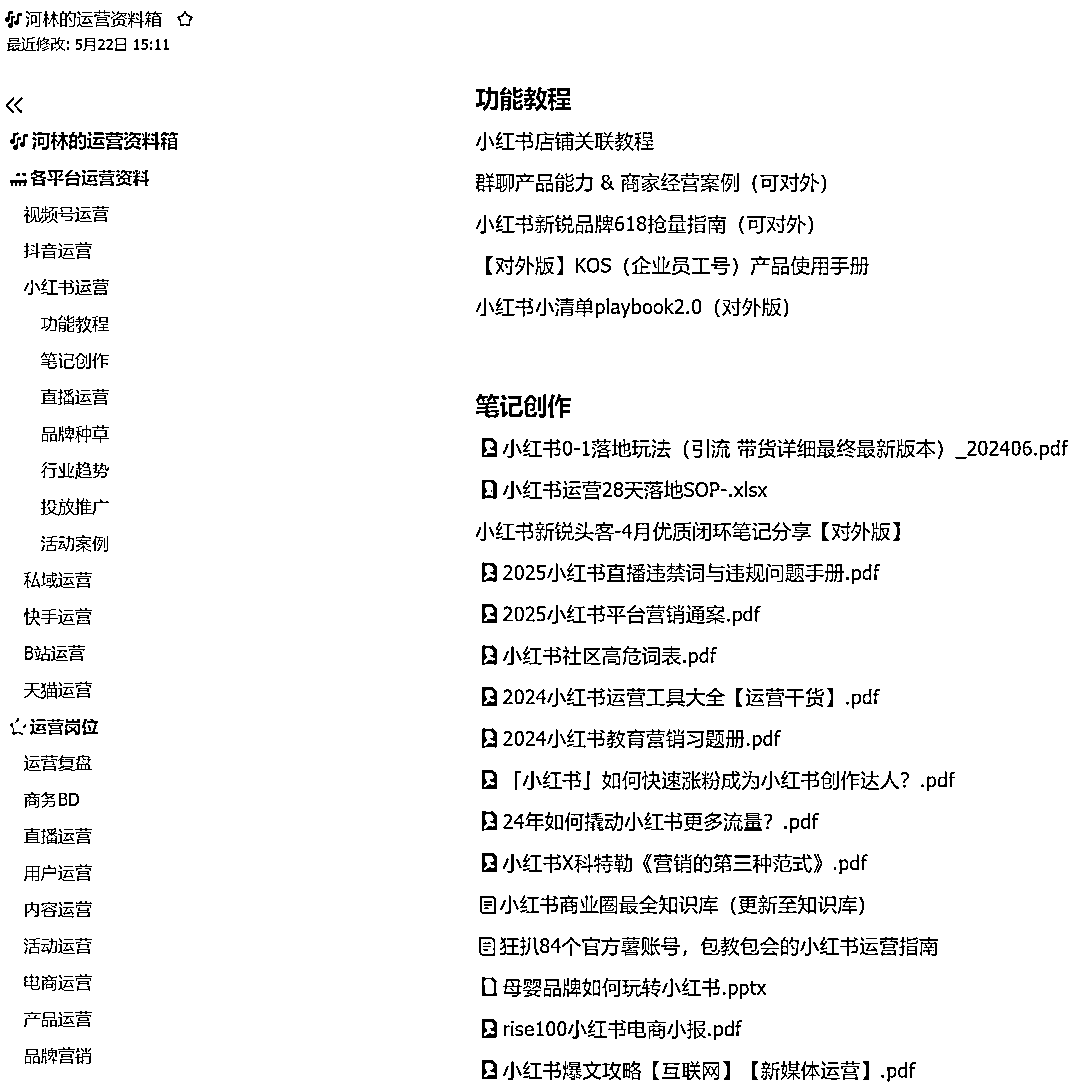 河林的运营资料箱
最近修改: 5月22日 15:11
河林的运营资料箱
各平台运营资料
视频号运营
抖音运营
小红书运营
功能教程
笔记创作
直播运营
品牌种草
行业趋势
投放推广
活动案例
私域运营
快手运营
B站运营
天猫运营
运营岗位
运营复盘
商务BD
直播运营
用户运营
内容运营
活动运营
电商运营
产品运营
品牌营销
功能教程
小红书店铺关联教程
群聊产品能力 & 商家经营案例（可对外）
小红书新锐品牌618抢量指南（可对外）
【对外版】KOS（企业员工号）产品使用手册
小红书小清单playbook2.0（对外版）
笔记创作
小红书0-1落地玩法（引流 带货详细最终最新版本）_202406.pdf
小红书运营28天落地SOP-.xlsx
小红书新锐头客-4月优质闭环笔记分享【对外版】
2025小红书直播违禁词与违规问题手册.pdf
2025小红书平台营销通案.pdf
小红书社区高危词表.pdf
2024小红书运营工具大全【运营干货】.pdf
2024小红书教育营销习题册.pdf
「小红书」如何快速涨粉成为小红书创作达人？.pdf
24年如何撬动小红书更多流量？.pdf
小红书X科特勒《营销的第三种范式》.pdf
小红书商业圈最全知识库（更新至知识库）
狂扒84个官方薯账号，包教包会的小红书运营指南
母婴品牌如何玩转小红书.pptx
rise100小红书电商小报.pdf
小红书爆文攻略【互联网】【新媒体运营】.pdf